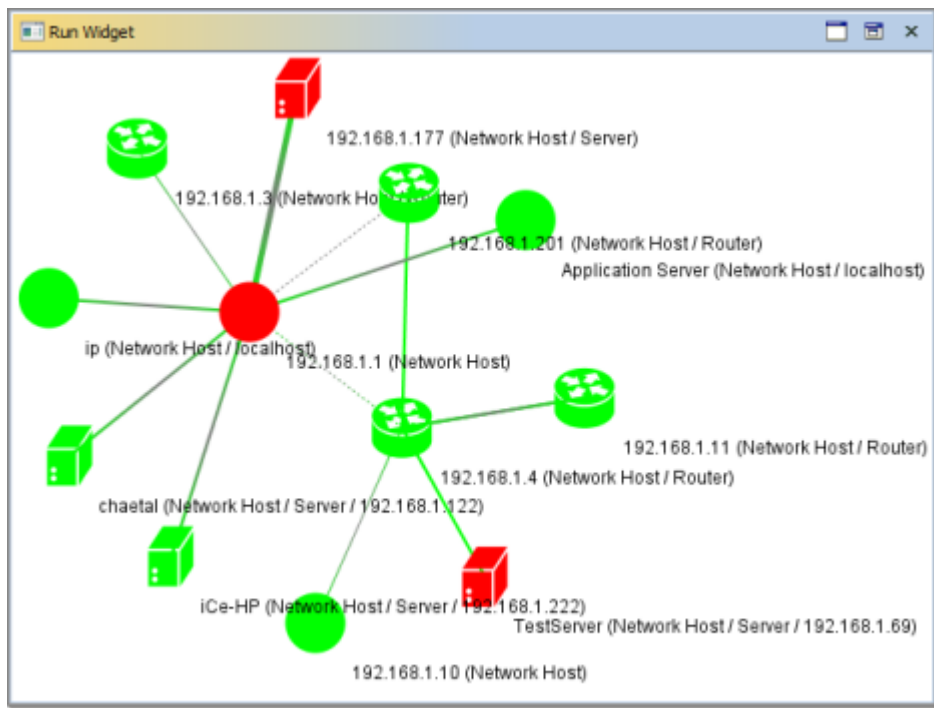 Run Widget
192.168.1.177 (Network Host / Server)
192.168.1.3 (Network Host / Router)
192.168.1.201 (Network Host / Router)
Application Server (Network Host / localhost)
ip (Network Host / localhost)
192.168.1.1 (Network Host)
192.168.1.11 (Network Host / Router)
192.168.1.4 (Network Host / Router)
chaetal (Network Host / Server / 192.168.1.122)
iCe-HP (Network Host / Server / 192.168.1.222)
TestServer (Network Host / Server / 192.168.1.69)
192.168.1.10 (Network Host)